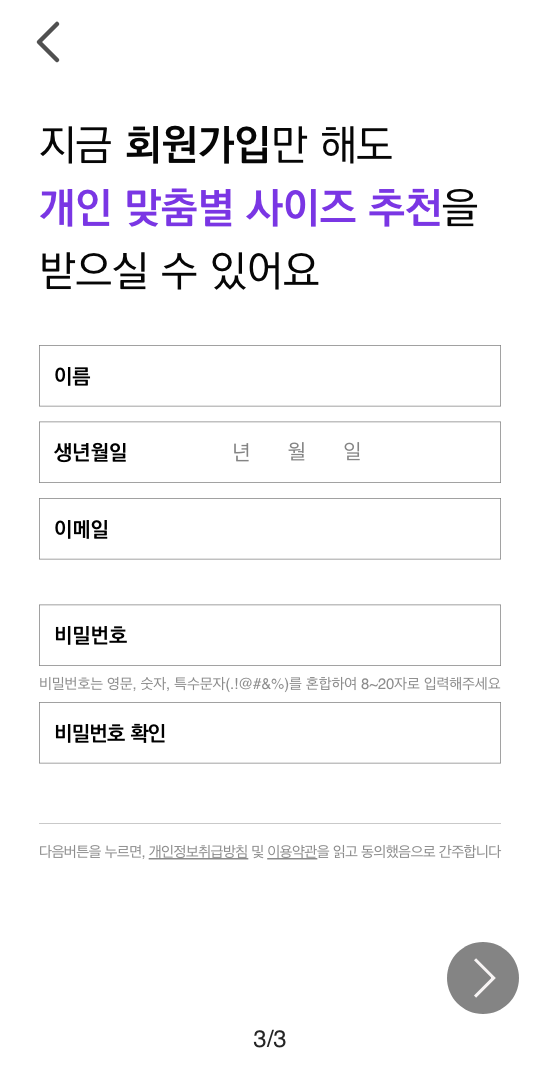 지금 회원가입만 해도
개인 맞춤별 사이즈 추천을
받으실 수 있어요
이름
생년월일 년 월 일
이메일
비밀번호
비밀번호는 영문, 숫자, 특수문자(.!@#&%)를 혼합하여 8~20자로 입력해주세요
비밀번호 확인
다음버튼을 누르면, 개인정보취급방침 및 이용약관을 읽고 동의했음으로 간주합니다
3/3